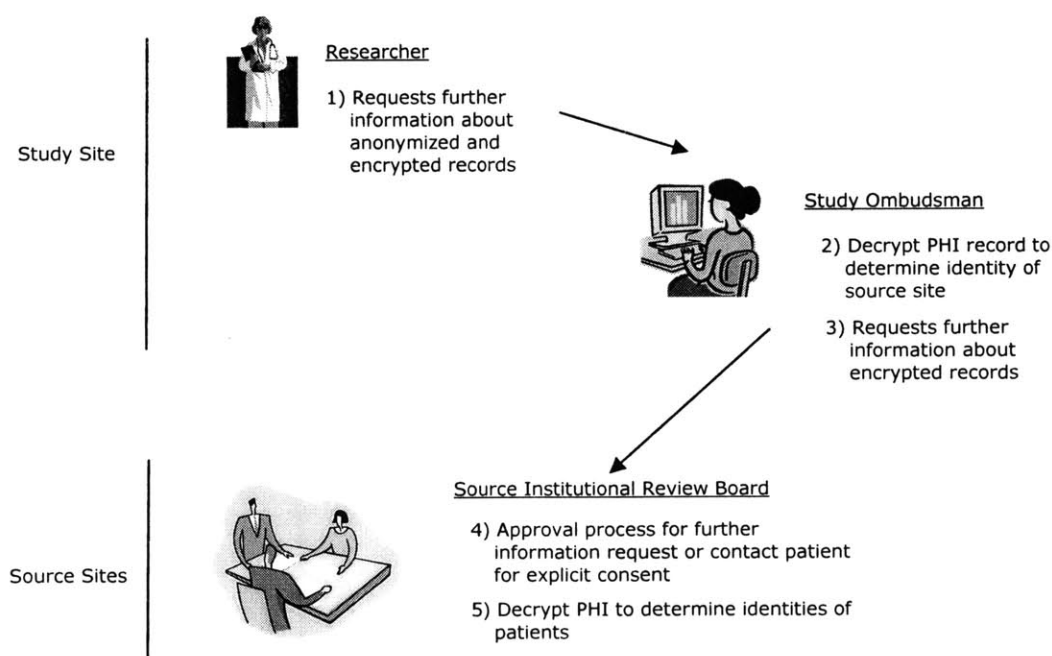 Researcher
1) Requests further
information about
anonymized and
encrypted records
Study Site
Study Ombudsman
2) Decrypt PHI record to
determine identity of
source site
3) Requests further
information about
encrypted records
Source Institutional Review Board
4) Approval process for further
information request or contact patient
for explicit consent
5) Decrypt PHI to determine identities of
patients
Source Sites